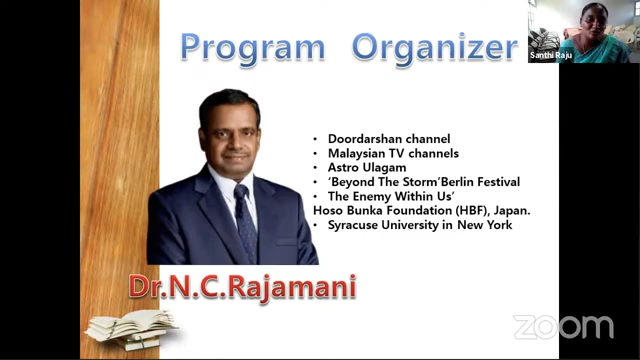 Program Organizer
Santhi Raju
• Doordarshan channel
• Malaysian TV channels
• Astro Ulagam
• ‘Beyond The Storm’Berlin Festival
• The Enemy Within Us’
Hoso Bunka Foundation (HBF), Japan.
• Syracuse University in New York
Dr.N.C.Rajamani
zoom